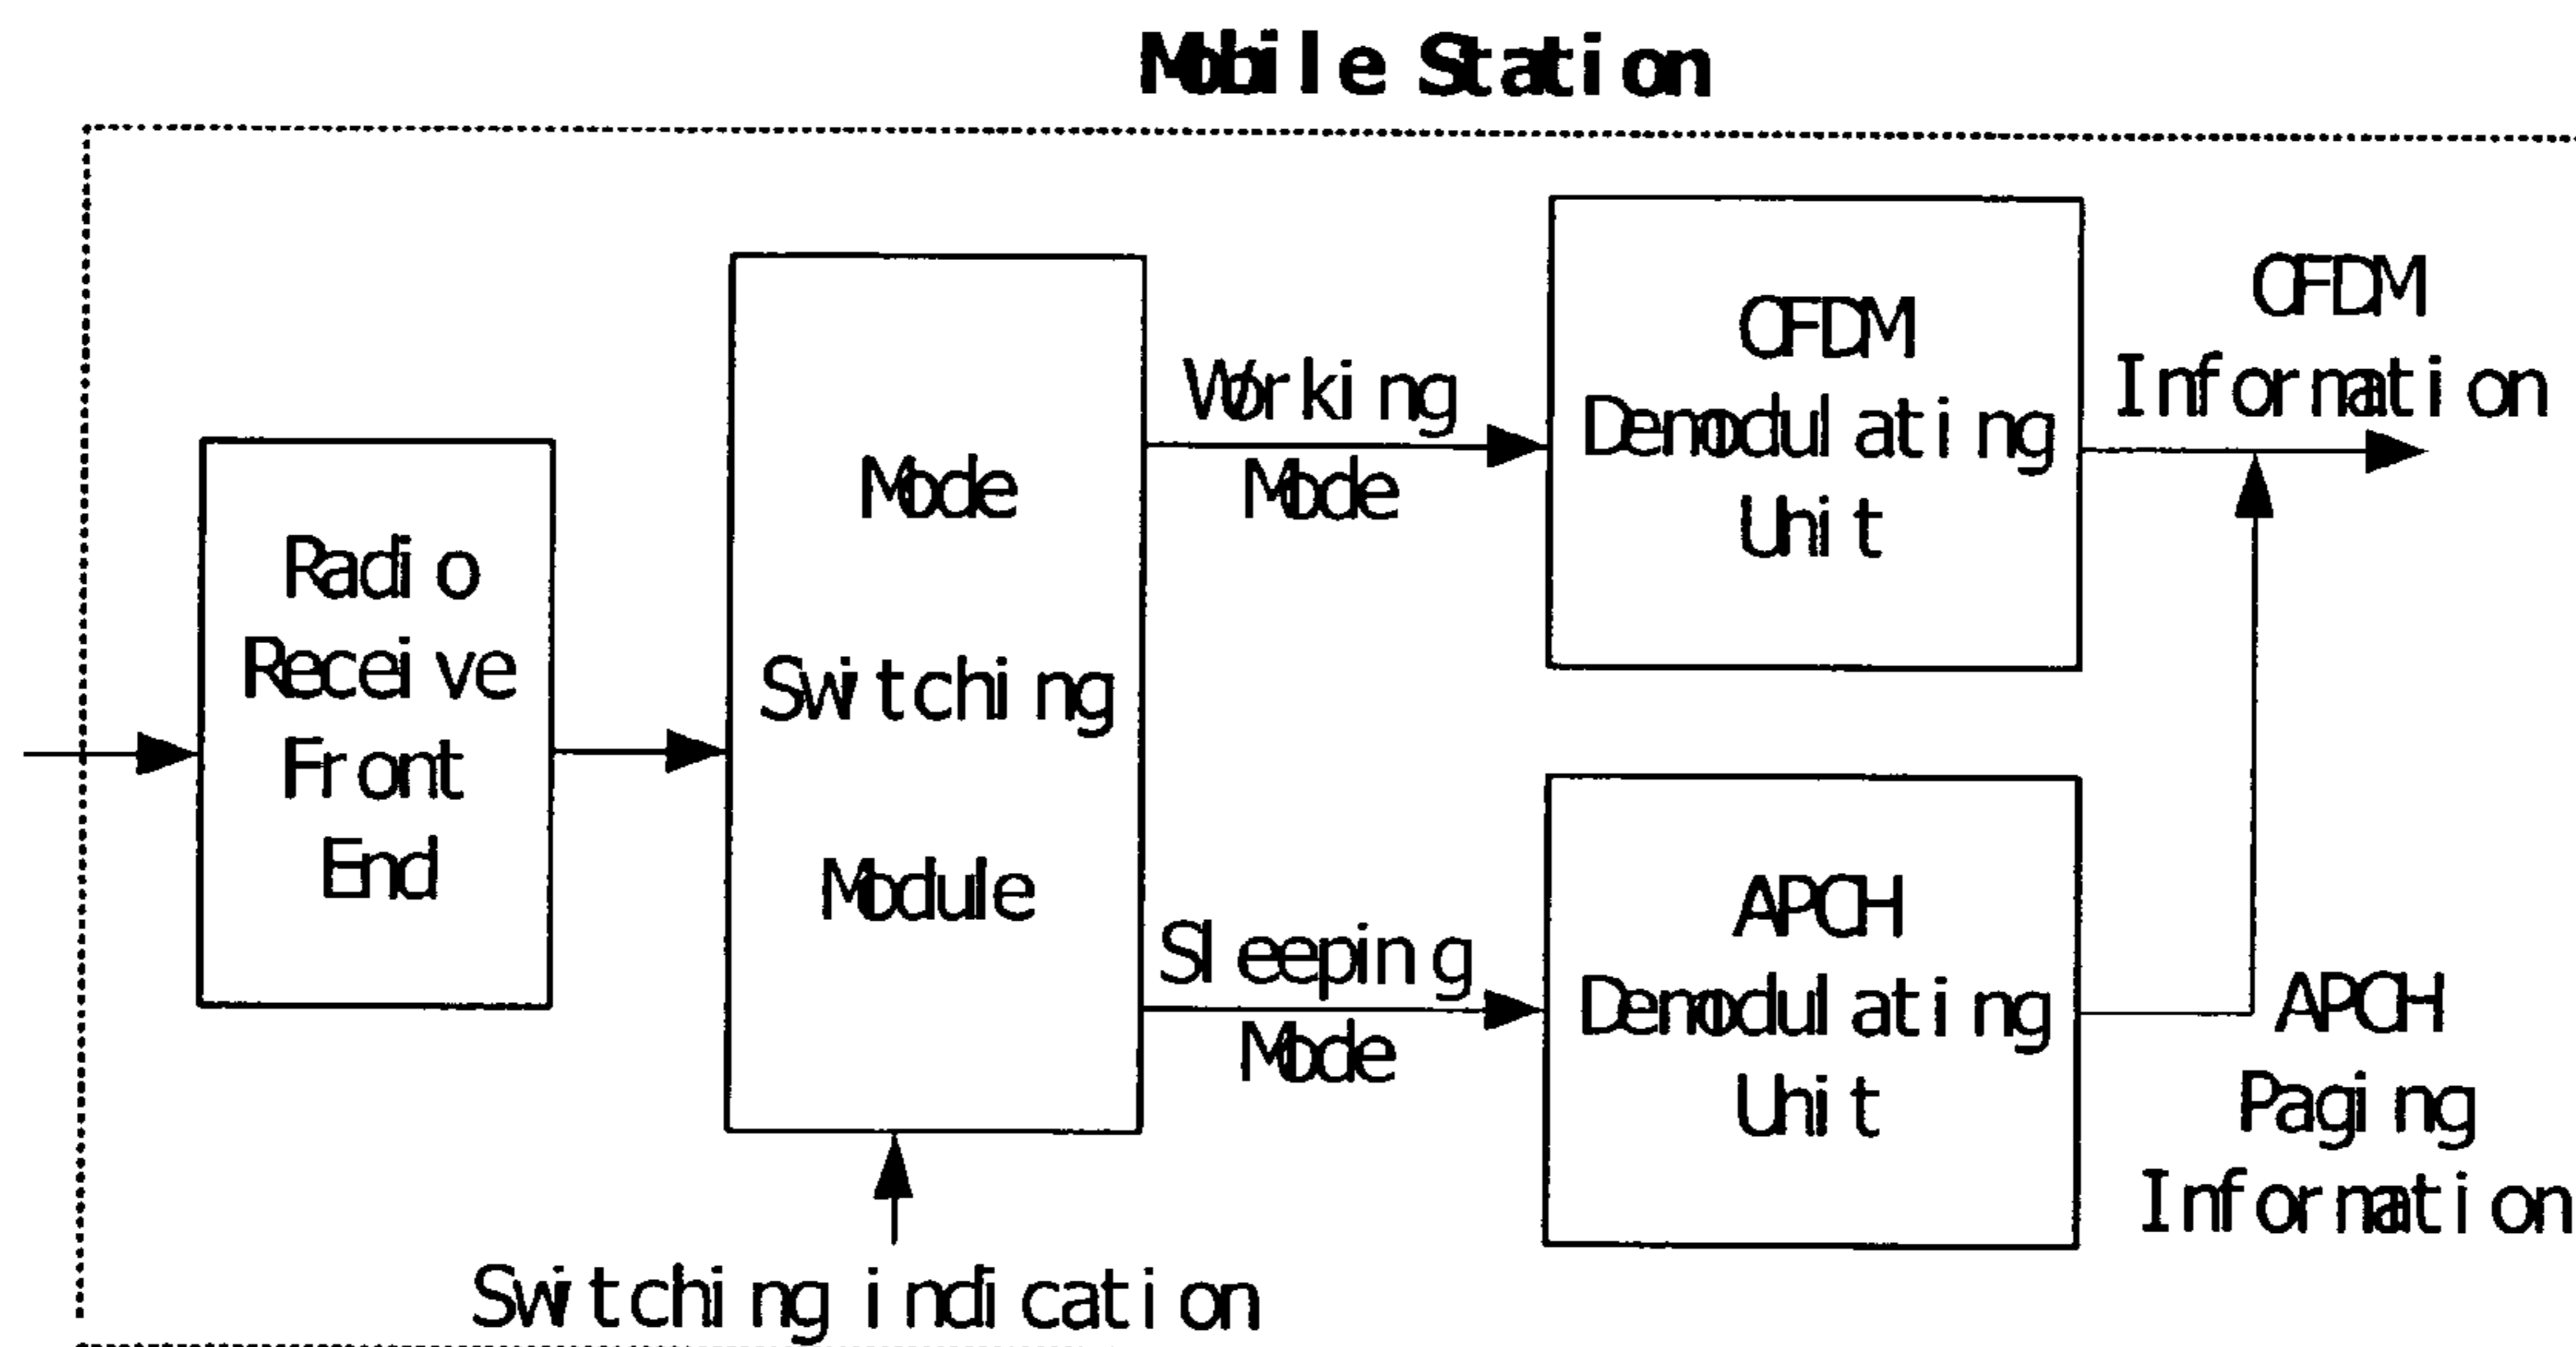 Mobile Station
Radio
Receive
Front
End
Mode
Switching
Module
Switching indication
Working
Mode
Sleeping
Mode
OFDM
Demodulating
Unit
APCH
Demodulating
Unit
OFDM
Information
APCH
Paging
Information